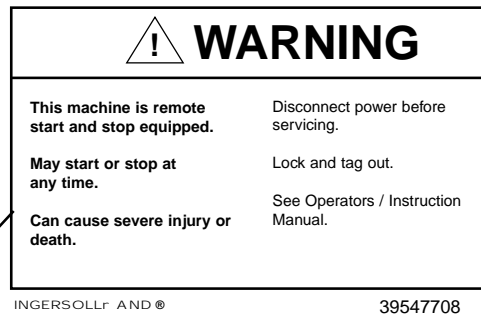 ! WARNING
This machine is remote
start and stop equipped.
May start or stop at
any time.
Can cause severe injury or
death.
Disconnect power before
servicing.
Lock and tag out.
See Operators / Instruction
Manual.
INGERSOLLr AND ®
39547708